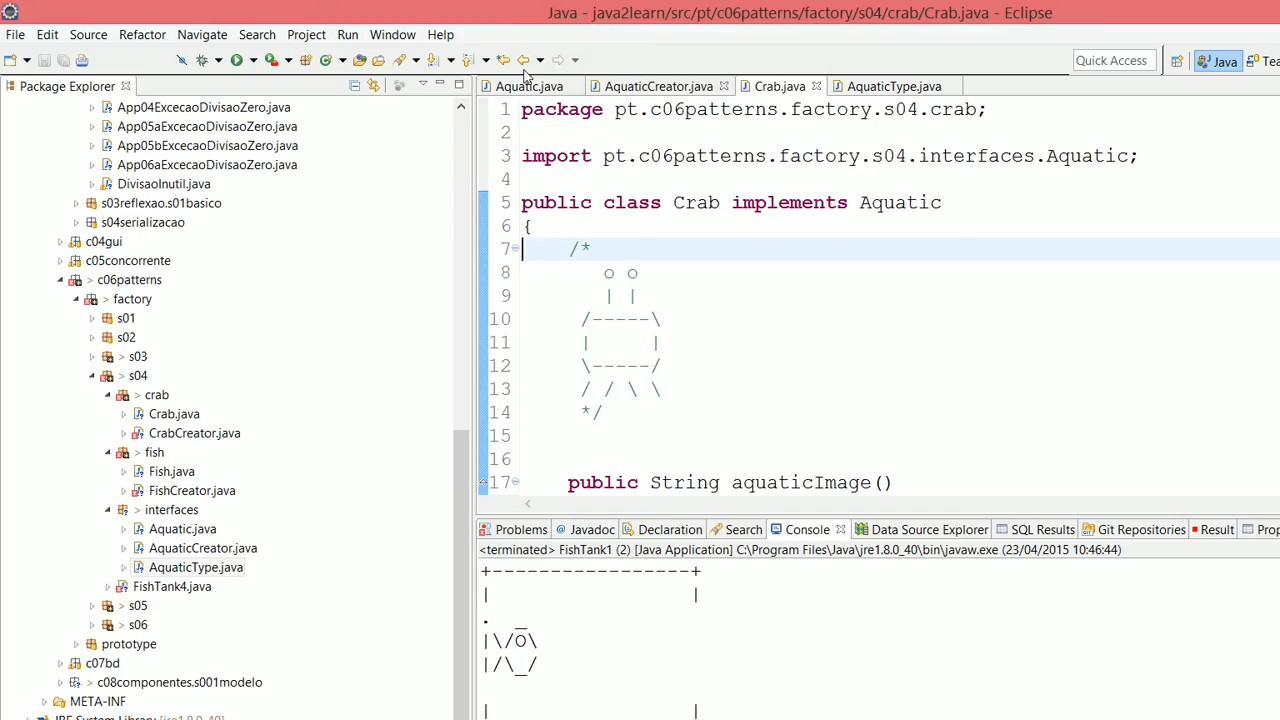 Java - java2learn/src/pt/c06patterns/factory/s04/crab/Crab.java - Eclipse
File Edit Source Refactor Navigate Search Project Run Window Help
Quick Access Java Tea
Package Explorer
App04ExcecaoDivisaoZero.java
App05aExcecaoDivisaoZero.java
App05bExcecaoDivisaoZero.java
App06aExcecaoDivisaoZero.java
DivisaoInutil.java
s03reflexao.s01basico
s04serializacao
c04gui
c05concorrente
> c06patterns
> factory
s01
s02
> s03
> s04
> crab
Crab.java
CrabCreator.java
> fish
Fish.java
FishCreator.java
> interfaces
Aquatic.java
AquaticCreator.java
AquaticType.java
FishTank4.java
> s05
> s06
prototype
c07bd
> c08componentes.s001modelo
META-INF
JRE System Library [jre1.8.0_40]
Aquatic.java AquaticCreator.java Crab.java AquaticType.java
1 package pt.c06patterns.factory.s04.crab;
2
3 import pt.c06patterns.factory.s04.interfaces.Aquatic;
4
5 public class Crab implements Aquatic
6 {
7 /*
8 o o
9 | |
10 /-----\
11 |     |
12 \-----/
13 / / \ \
14 */
15
16
17 public String aquaticImage()
Problems Javadoc Declaration Search Console Data Source Explorer SQL Results Git Repositories Result Prop
<terminated> FishTank1 (2) [Java Application] C:\Program Files\Java\jre1.8.0_40\bin\javaw.exe (23/04/2015 10:46:44)
+----------------+
|                |
.  _
|\/O\
|/\_/
|                |